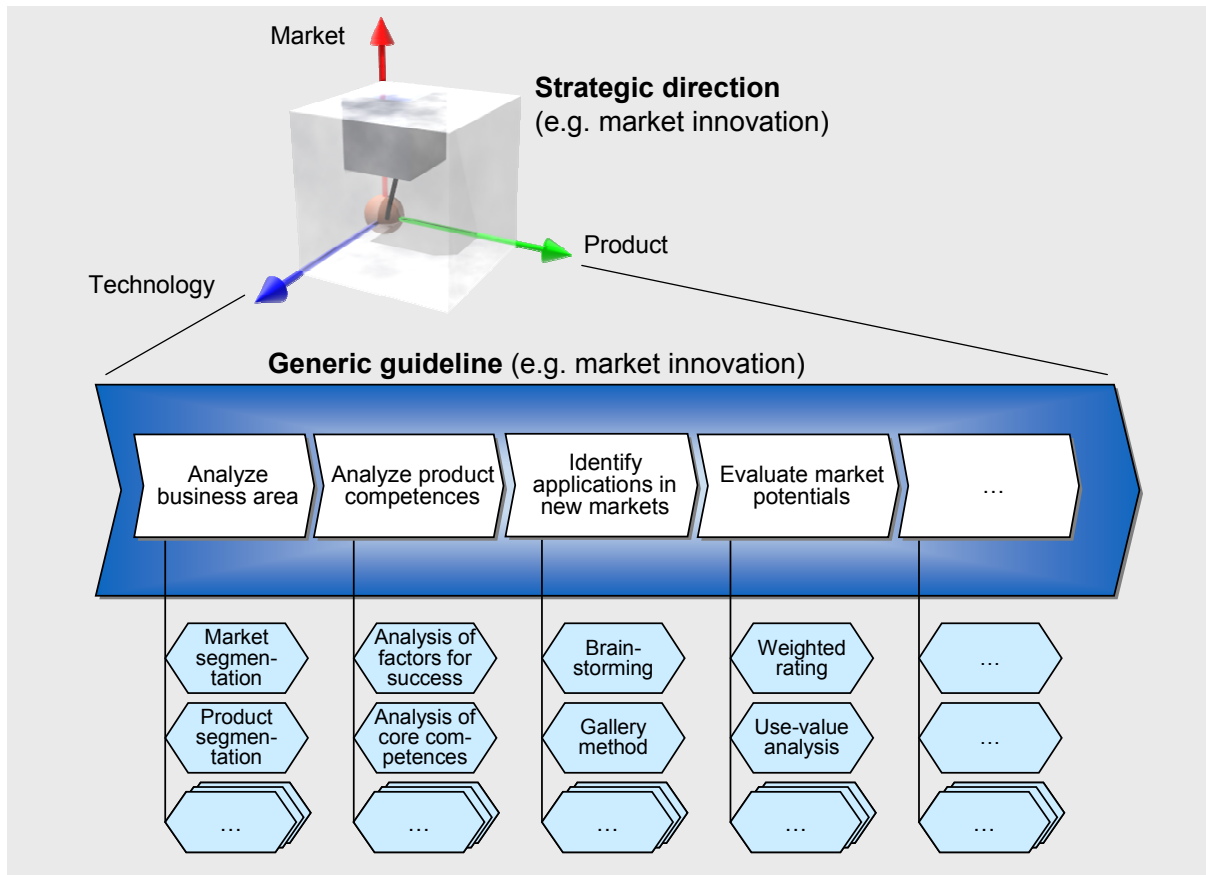 Market
Strategic direction
(e.g. market innovation)
Product
Technology
Generic guideline (e.g. market innovation)
Analyze
business area
Analyze product
competences
Identify
applications in
new markets
Evaluate market
potentials
…
Market
segmen-
tation
Analysis of
factors for
success
Brain-
storming
Weighted
rating
…
Product
segmen-
tation
Analysis of
core com-
petences
Gallery
method
Use-value
analysis
…
…
…
…
…
…